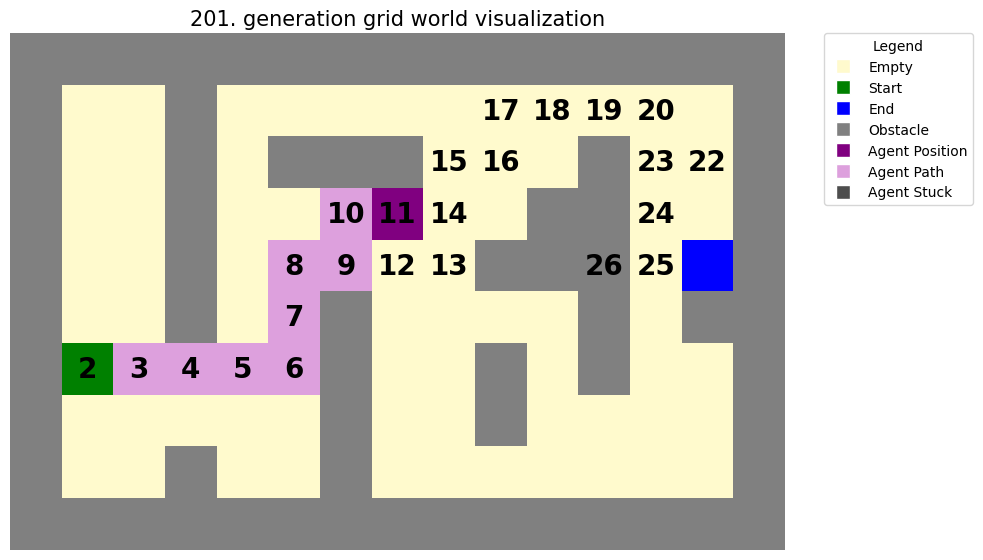 201. generation grid world visualization
17 18 19 20
15 16 23 22
10 11 14 24
8 9 12 13 26 25
7
2 3 4 5 6
Legend
Empty
Start
End
Obstacle
Agent Position
Agent Path
Agent Stuck